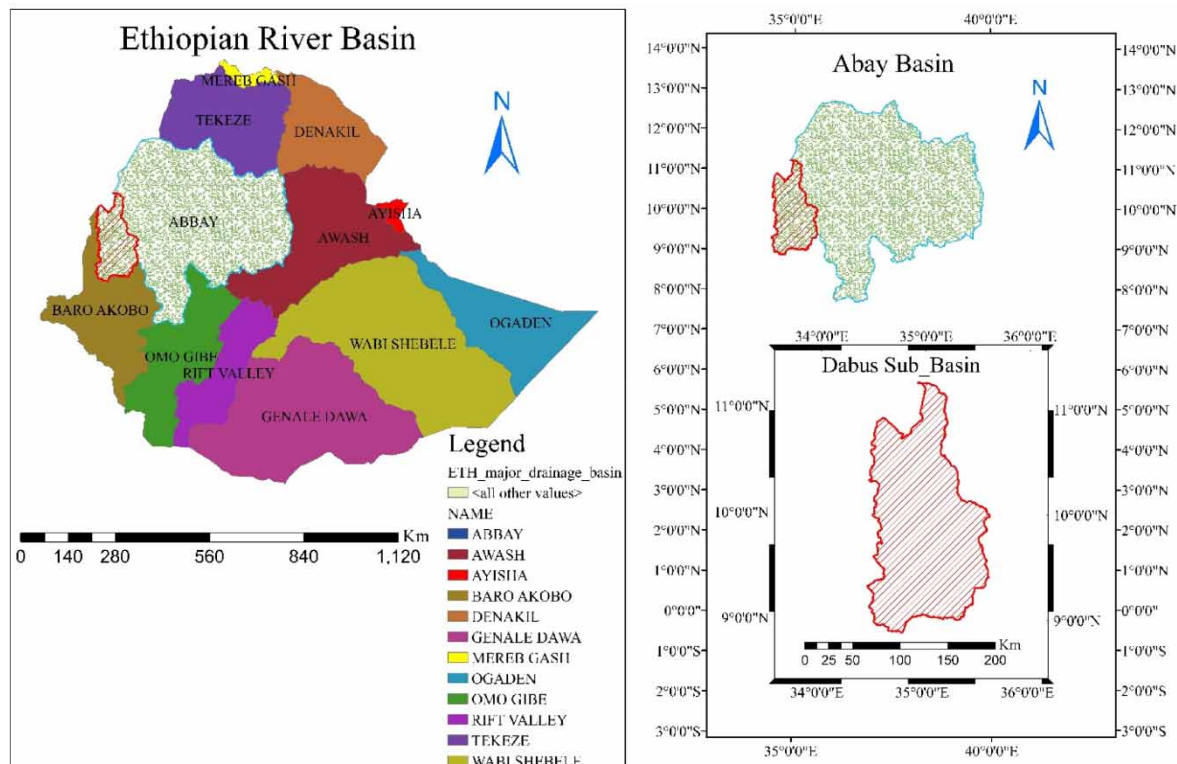 Ethiopian River Basin
N
MEREB GASH
TEKEZE
DENAKIL
ABBAY
AYISHA
AWASH
BARO AKOBO
OGADEN
WABI SHEBELE
OMO GIBE
RIFT VALLEY
GENALE DAWA
Legend
ETH_major_drainage_basin
<all other values>
NAME
ABBAY
AWASH
AYISHA
BARO AKOBO
DENAKIL
GENALE DAWA
MEREB GASH
OGADEN
OMO GIBE
RIFT VALLEY
TEKEZE
WABI SHEBELE
Km
0 140 280 560 840 1,120
35°0'0"E 40°0'0"E
Abay Basin
N
14°0'0"N 14°0'0"N
13°0'0"N 13°0'0"N
12°0'0"N 12°0'0"N
11°0'0"N 11°0'0"N
10°0'0"N 10°0'0"N
9°0'0"N 9°0'0"N
8°0'0"N 8°0'0"N
7°0'0"N 7°0'0"N
6°0'0"N 6°0'0"N
5°0'0"N 5°0'0"N
4°0'0"N 4°0'0"N
3°0'0"N 3°0'0"N
2°0'0"N 2°0'0"N
1°0'0"N 1°0'0"N
0°0'0" 0°0'0"
1°0'0"S 1°0'0"S
2°0'0"S 2°0'0"S
3°0'0"S 3°0'0"S
35°0'0"E 40°0'0"E
34°0'0"E 35°0'0"E 36°0'0"E
Dabus Sub_Basin
11°0'0"N 11°0'0"N
10°0'0"N 10°0'0"N
9°0'0"N 9°0'0"N
Km
0 25 50 100 150 200
34°0'0"E 35°0'0"E 36°0'0"E